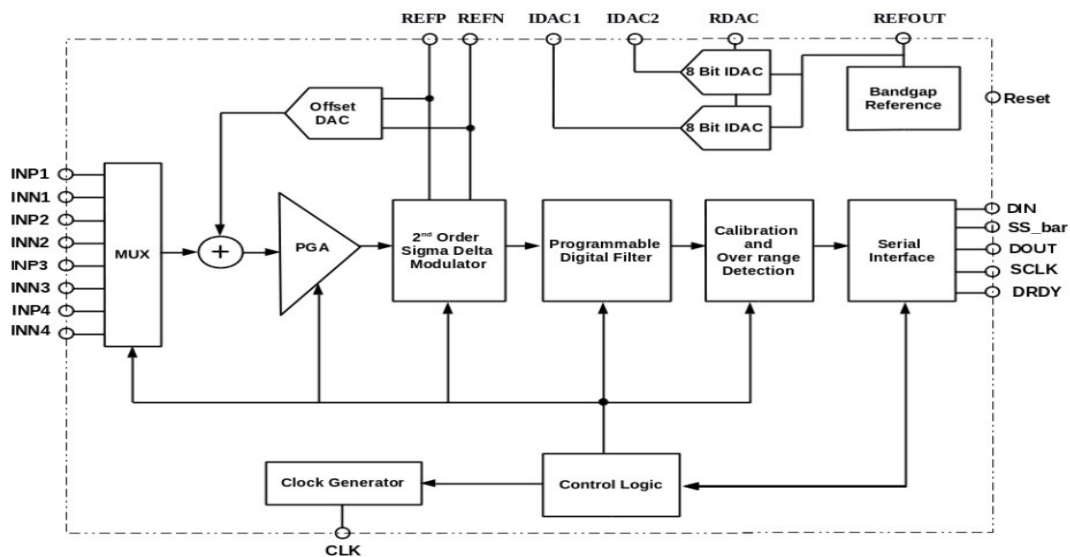 REFP REFN IDAC1 IDAC2 RDAC REFOUT
8 Bit IDAC
Bandgap
Reference
Reset
Offset
DAC
8 Bit IDAC
INP1
INN1
INP2
INN2
INP3
INN3
INP4
INN4
MUX
+
PGA
2nd Order
Sigma Delta
Modulator
Programmable
Digital Filter
Calibration
and
Over range
Detection
Serial
Interface
DIN
SS_bar
DOUT
SCLK
DRDY
Clock Generator
Control Logic
CLK